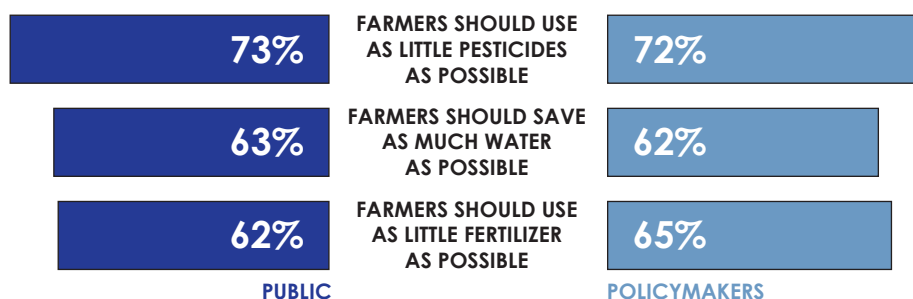 73%
FARMERS SHOULD USE
AS LITTLE PESTICIDES
AS POSSIBLE
72%
63%
FARMERS SHOULD SAVE
AS MUCH WATER
AS POSSIBLE
62%
62%
FARMERS SHOULD USE
AS LITTLE FERTILIZER
AS POSSIBLE
65%
PUBLIC
POLICYMAKERS